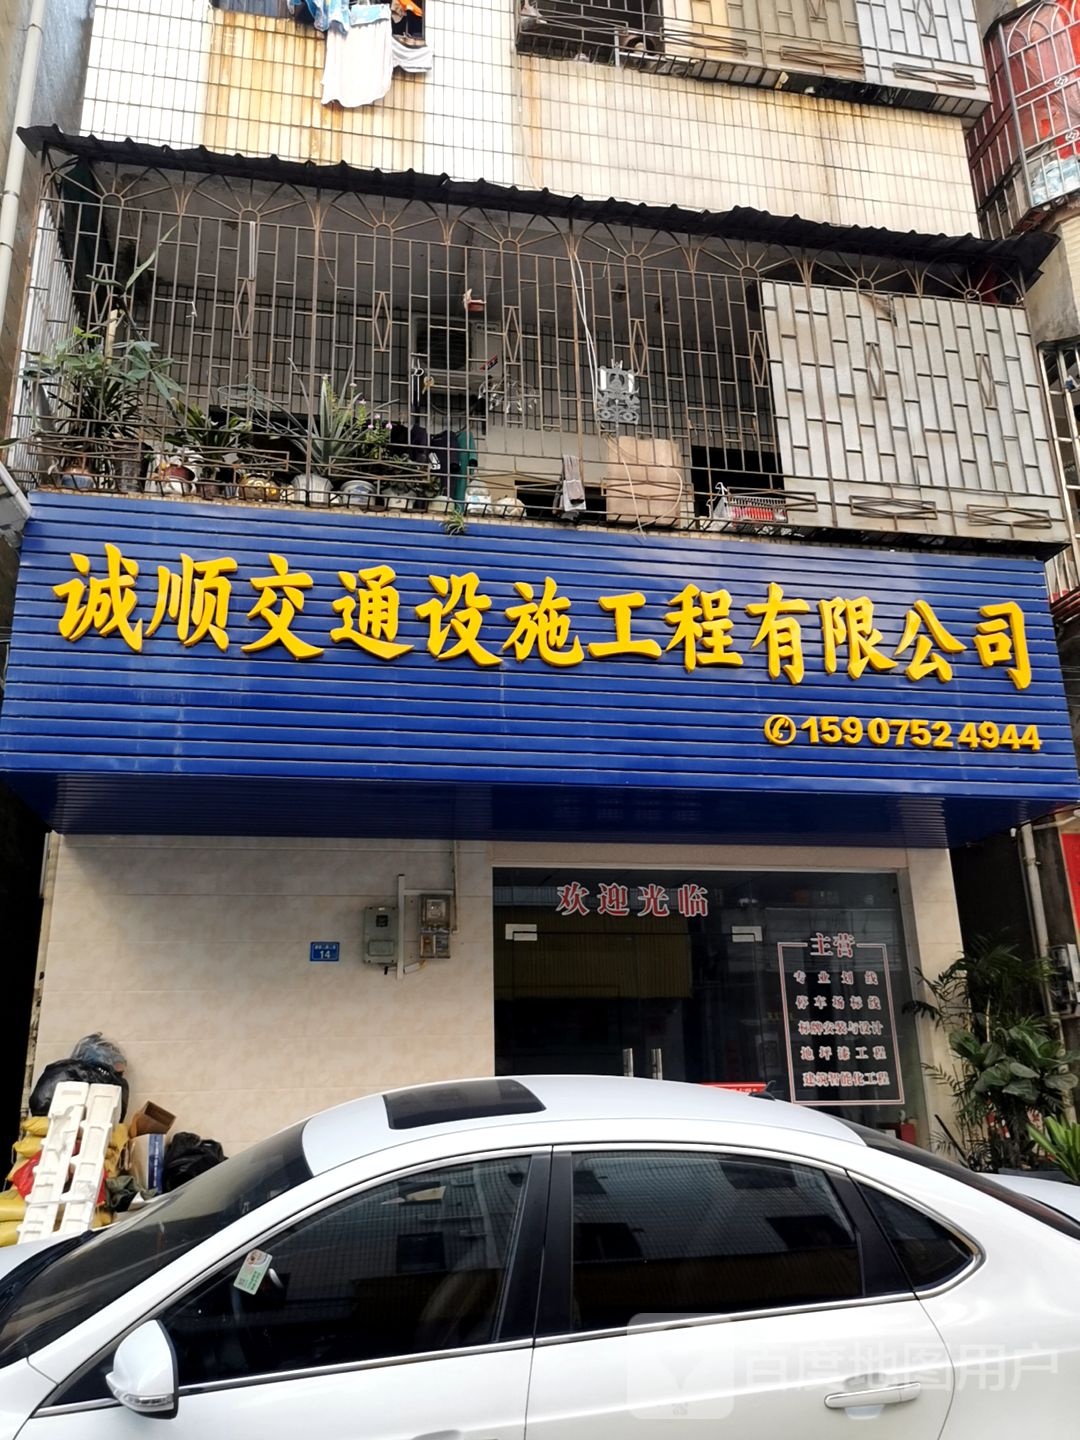 诚顺交通设施工程有限公司
15907524944
欢迎光临
主营
专业划线
停车场标线
标牌安装与设计
地坪漆工程
建筑智能化工程
14
百度地图用户